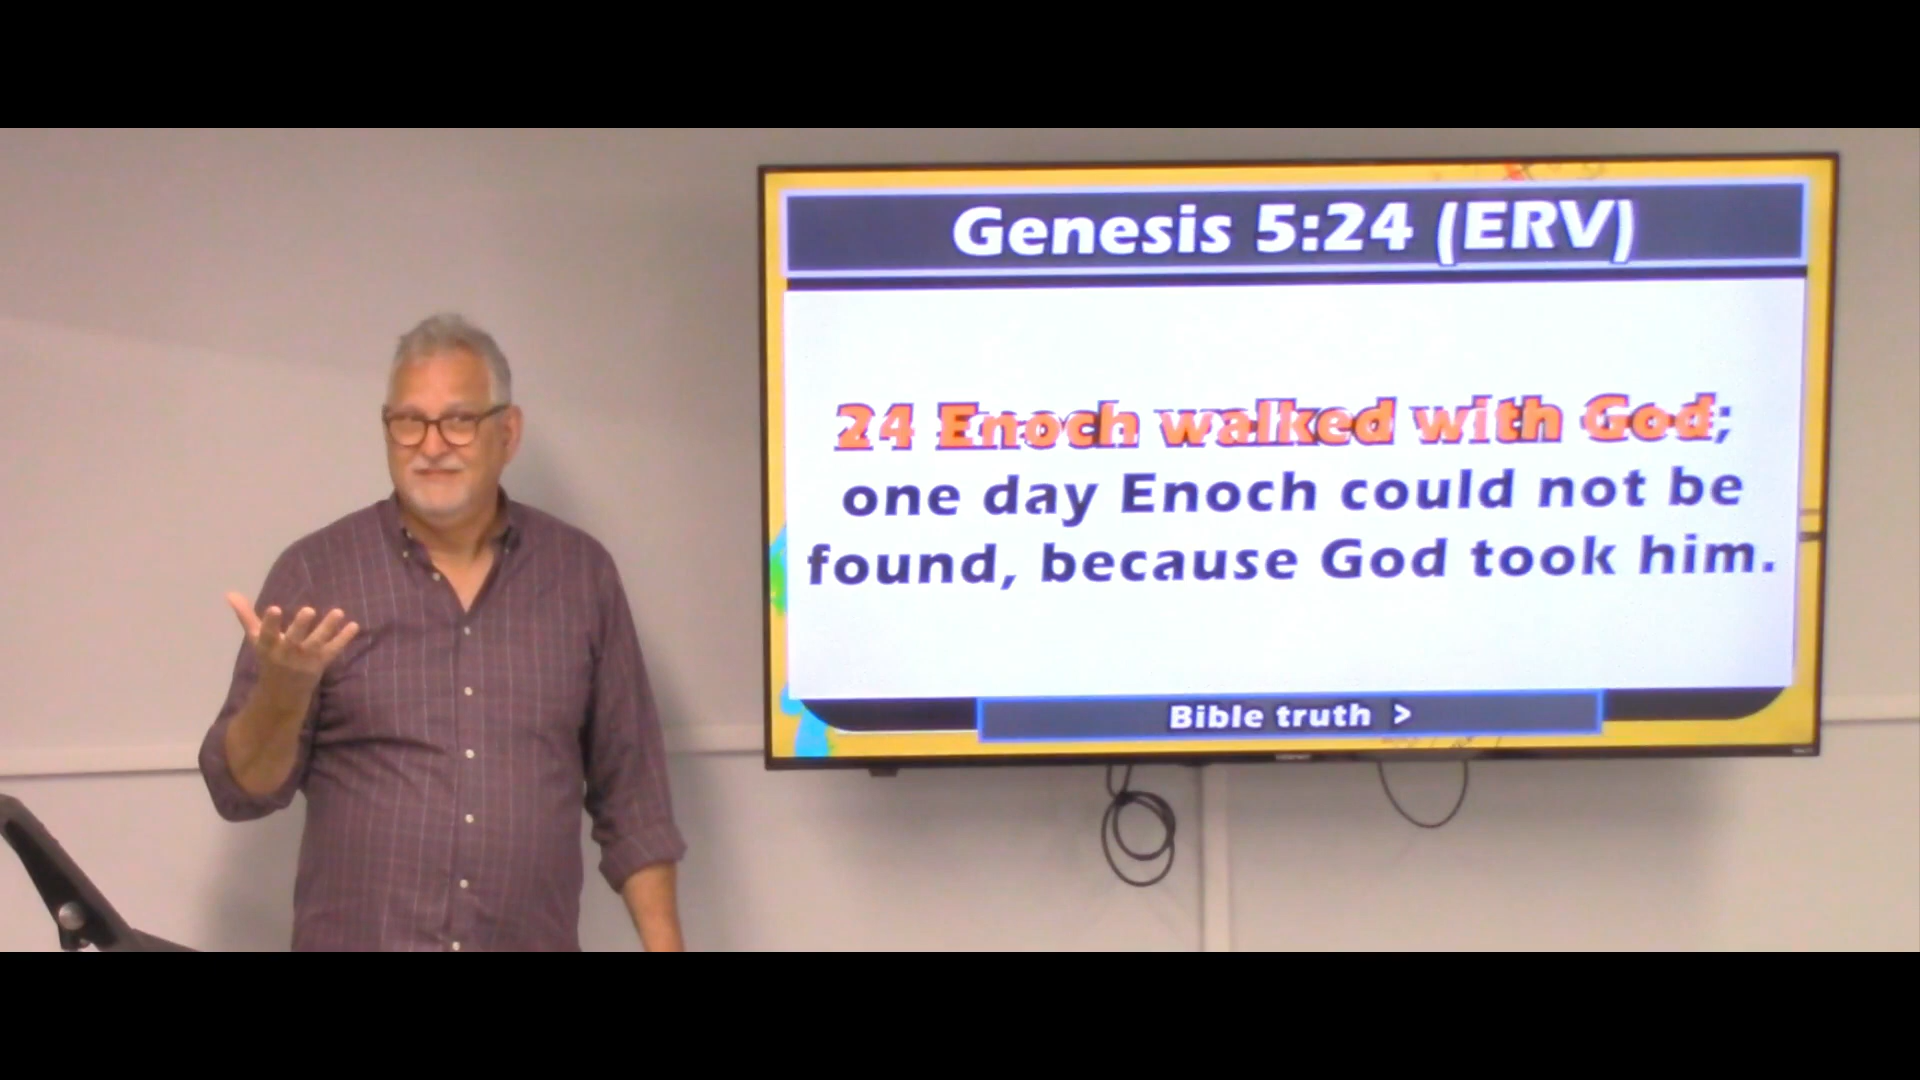 Genesis 5:24 (ERV)
24 Enoch walked with God;
one day Enoch could not be
found, because God took him.
Bible truth >